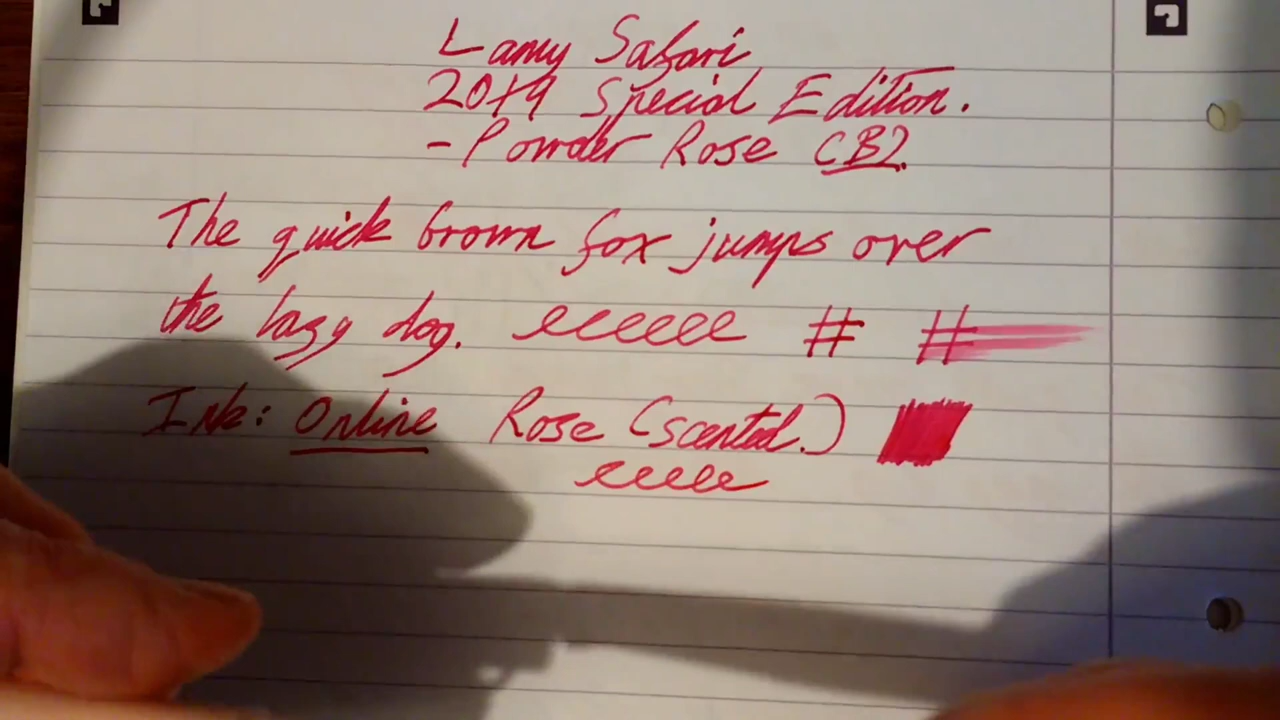 Lamy Safari
2019 Special Edition.
- Powder Rose CB2.
The quick brown fox jumps over
the lazy dog. eeeeeee # #
Ink: Online Rose (scented.)
eeeee